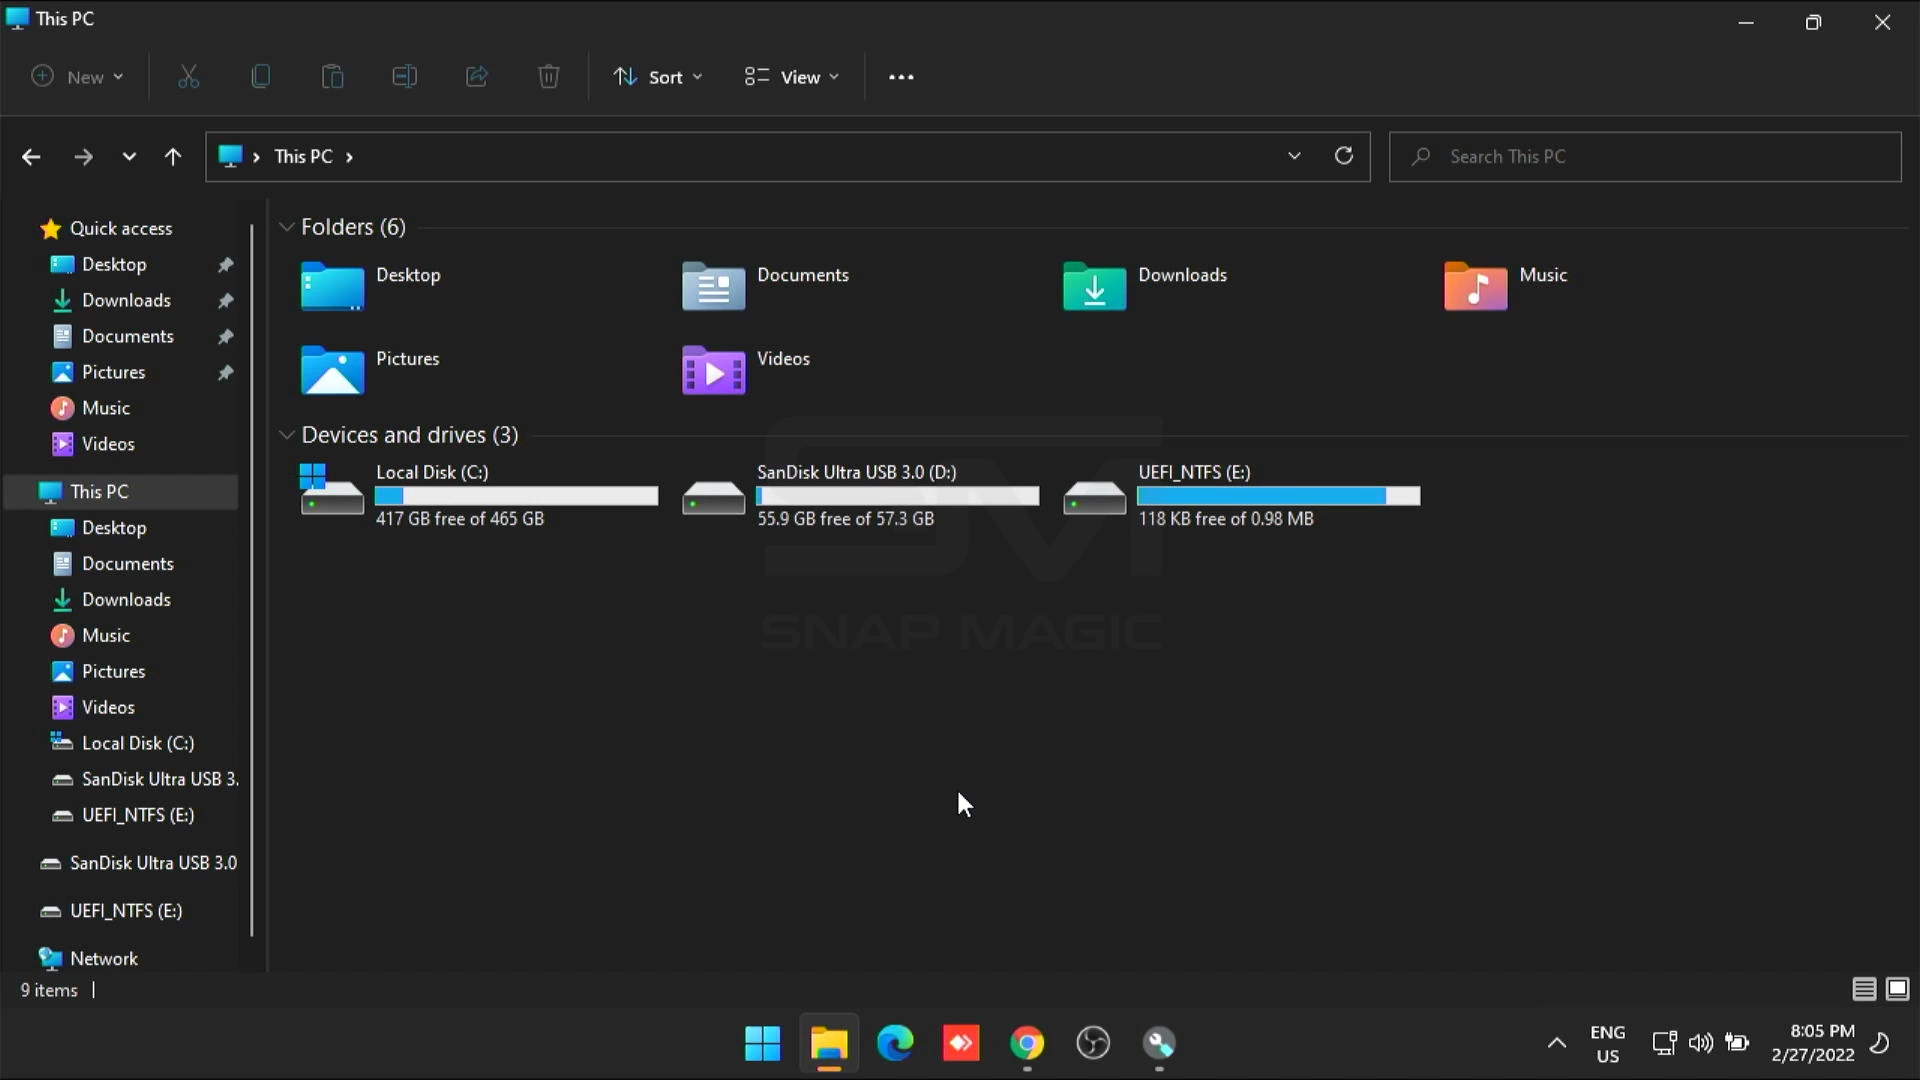 This PC
New
Sort
View
This PC
Search This PC
Quick access
Desktop
Downloads
Documents
Pictures
Music
Videos
This PC
Desktop
Documents
Downloads
Music
Pictures
Videos
Local Disk (C:)
SanDisk Ultra USB 3.
UEFI_NTFS (E:)
SanDisk Ultra USB 3.0
UEFI_NTFS (E:)
Network
Folders (6)
Desktop
Documents
Downloads
Music
Pictures
Videos
Devices and drives (3)
Local Disk (C:)
417 GB free of 465 GB
SanDisk Ultra USB 3.0 (D:)
55.9 GB free of 57.3 GB
UEFI_NTFS (E:)
118 KB free of 0.98 MB
SM
SNAP MAGIC
9 items
ENG
US
8:05 PM
2/27/2022